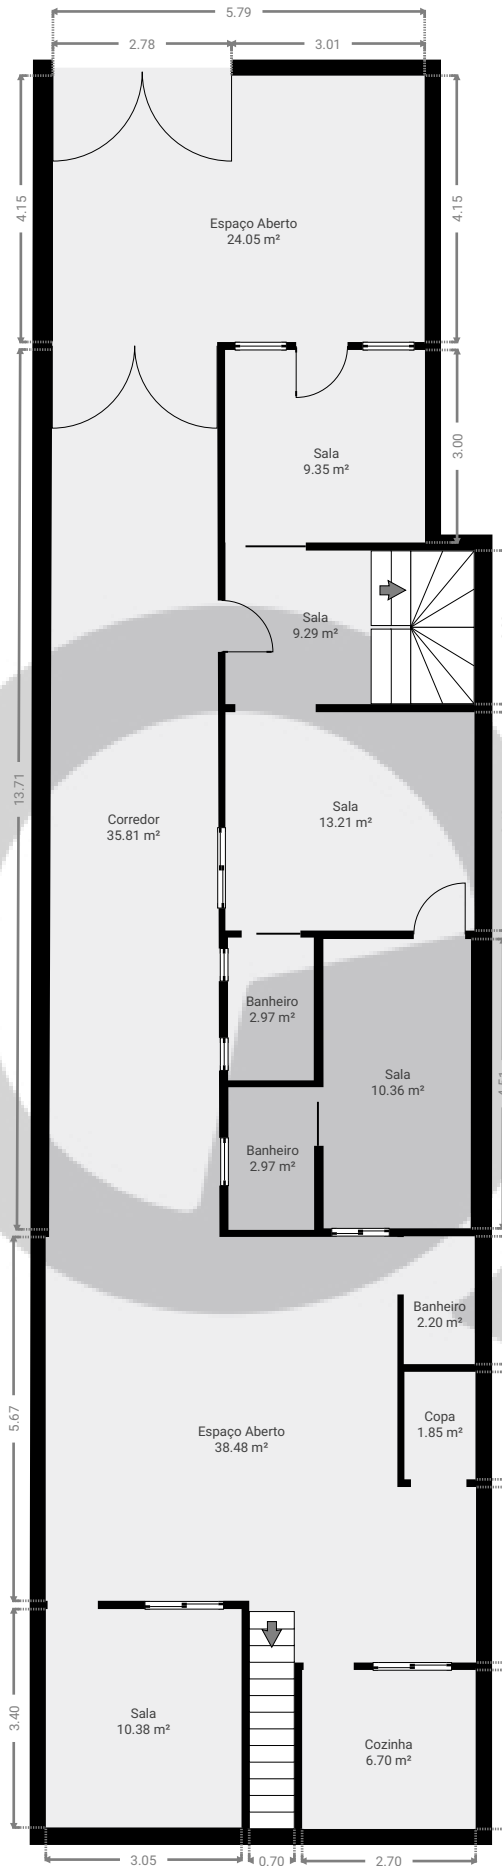 5.79
2.78
3.01
4.15
4.15
Espaço Aberto
24.05 m²
3.00
Sala
9.35 m²
Sala
9.29 m²
13.71
Corredor
35.81 m²
Sala
13.21 m²
Banheiro
2.97 m²
Sala
10.36 m²
Banheiro
2.97 m²
Banheiro
2.20 m²
5.67
Copa
1.85 m²
Espaço Aberto
38.48 m²
3.40
Sala
10.38 m²
Cozinha
6.70 m²
3.05
0.70
2.70